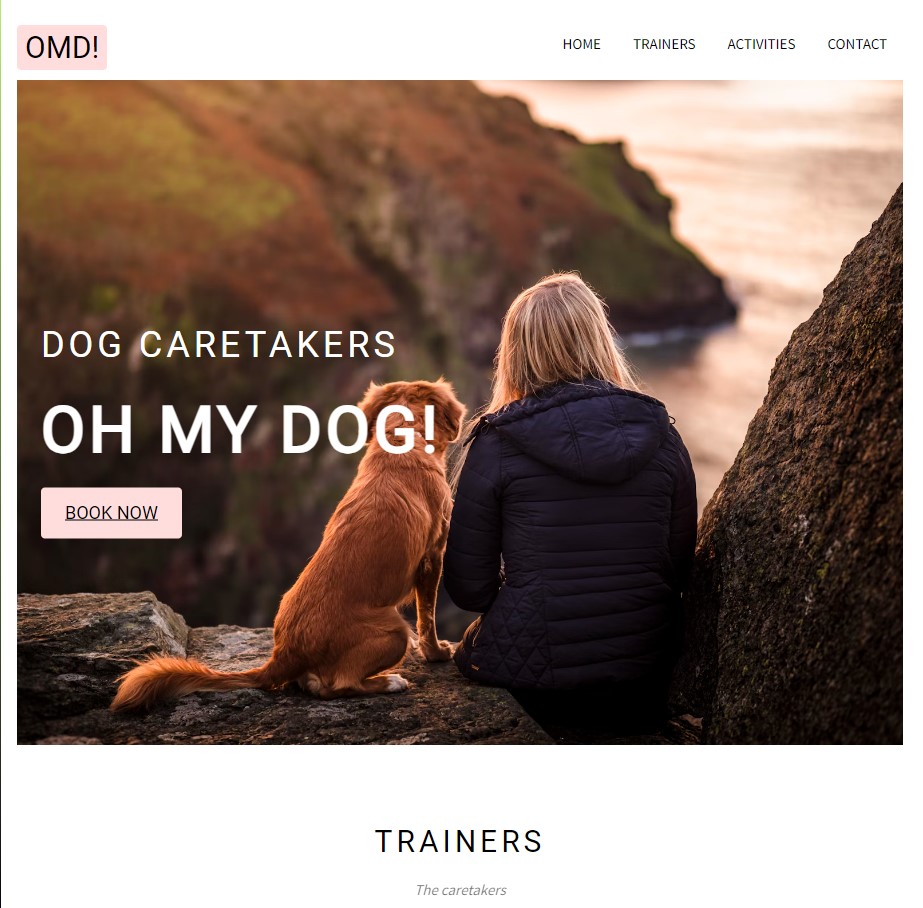 OMD!
HOME TRAINERS ACTIVITIES CONTACT
DOG CARETAKERS
OH MY DOG!
BOOK NOW
TRAINERS
The caretakers